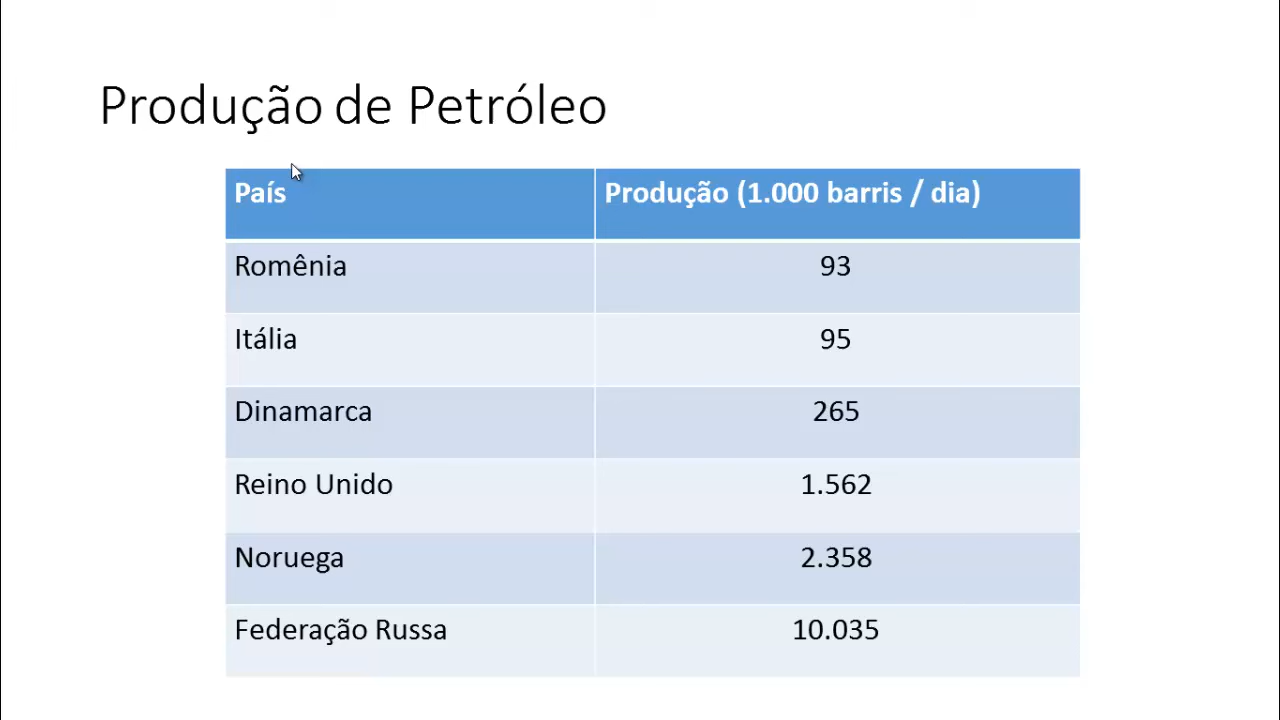 Produção de Petróleo
País Produção (1.000 barris / dia)
Romênia 93
Itália 95
Dinamarca 265
Reino Unido 1.562
Noruega 2.358
Federação Russa 10.035